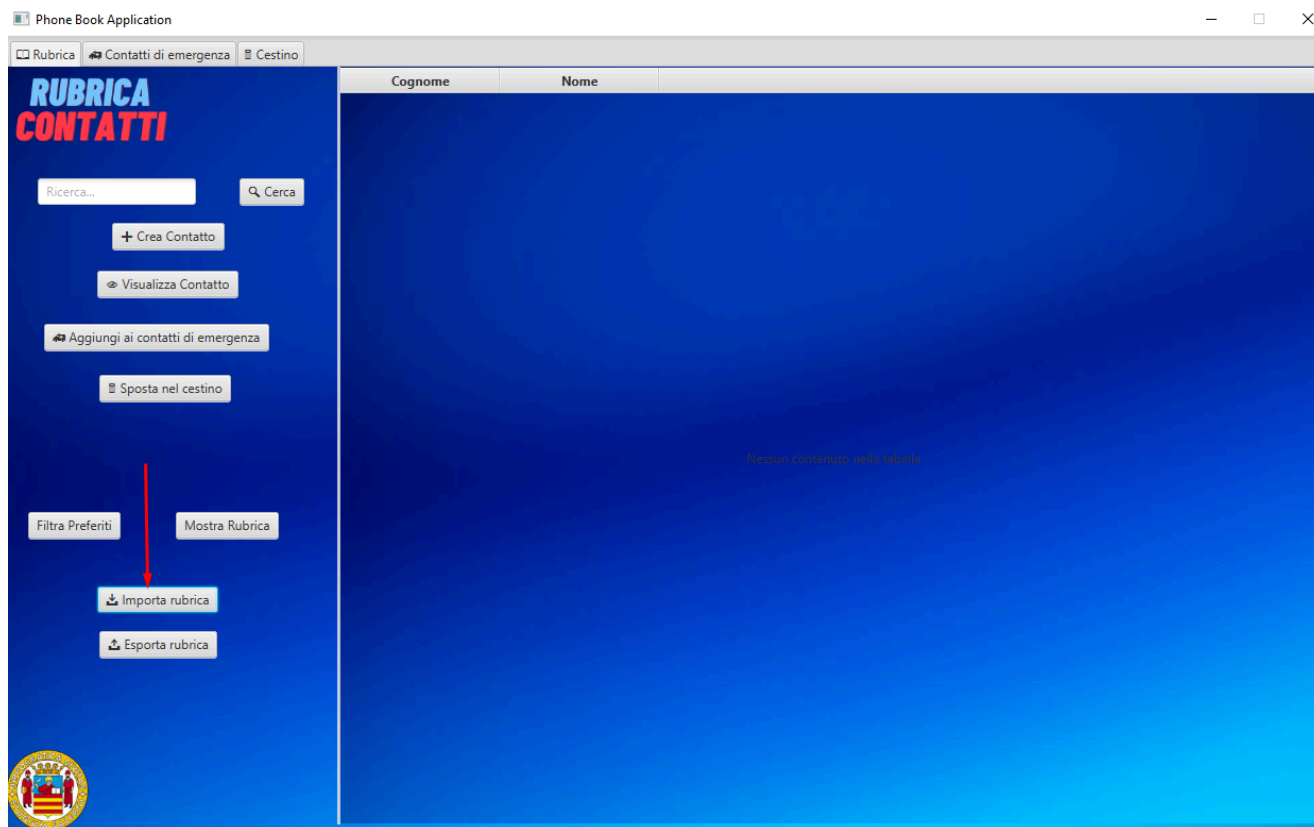 Phone Book Application
Rubrica Contatti di emergenza Cestino
RUBRICA
CONTATTI
Cognome Nome
Ricerca... Cerca
Crea Contatto
Visualizza Contatto
Aggiungi ai contatti di emergenza
Sposta nel cestino
Nessun contenuto nella tabella
Filtra Preferiti Mostra Rubrica
Importa rubrica
Esporta rubrica